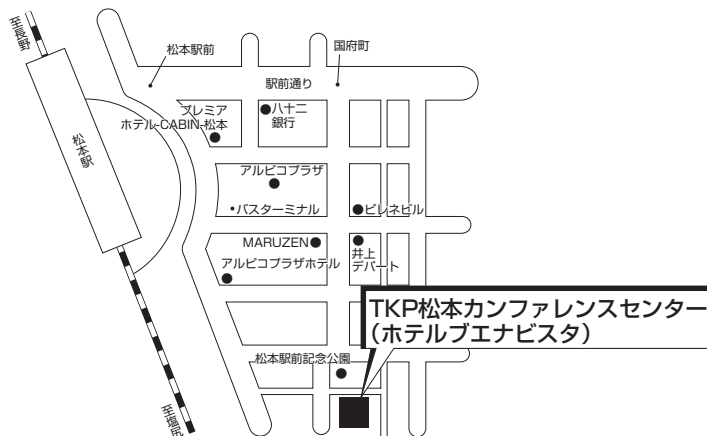 至長野
松本駅前
国府町
駅前通り
プレミア
ホテル-CABIN-松本
八十二
銀行
松本駅
アルピコプラザ
バスターミナル
ピレネビル
MARUZEN
井上
デパート
アルピコプラザホテル
TKP松本カンファレンスセンター
（ホテルブエナビスタ）
松本駅前記念公園
至塩尻